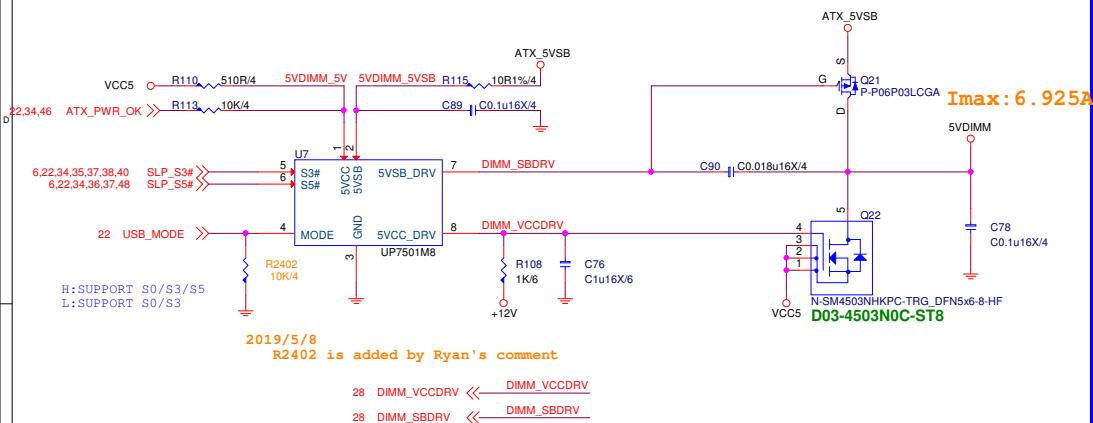 ATX_5VSB
ATX_5VSB
S
VCC5 R110 510R/4 5VDIMM_5V 5VDIMM_5VSB R115 10R1%/4
G Q21
P-P06P03LCGA
Imax:6.925A
22,34,46 ATX_PWR_OK R113 10K/4 C89 C0.1u16X/4
D
D
5VDIMM
1 2
U7
6,22,34,35,37,38,40 SLP_S3# 5 S3# 5VCC 5VSB 5VSB_DRV 7 DIMM_SBDRV
6,22,34,36,37,48 SLP_S5# 6 S5#
C90 C0.018u16X/4
5 Q22
22 USB_MODE 4 MODE GND 5VCC_DRV 8 DIMM_VCCDRV 4
UP7501M8
3
3
2
1
C78
C0.1u16X/4
R2402
10K/4
R108
1K/6
C76
C1u16X/6
H:SUPPORT S0/S3/S5
L:SUPPORT S0/S3
+12V
VCC5
N-SM4503NHKPC-TRG_DFN5x6-8-HF
D03-4503N0C-ST8
2019/5/8
R2402 is added by Ryan's comment
28 DIMM_VCCDRV DIMM_VCCDRV
28 DIMM_SBDRV DIMM_SBDRV